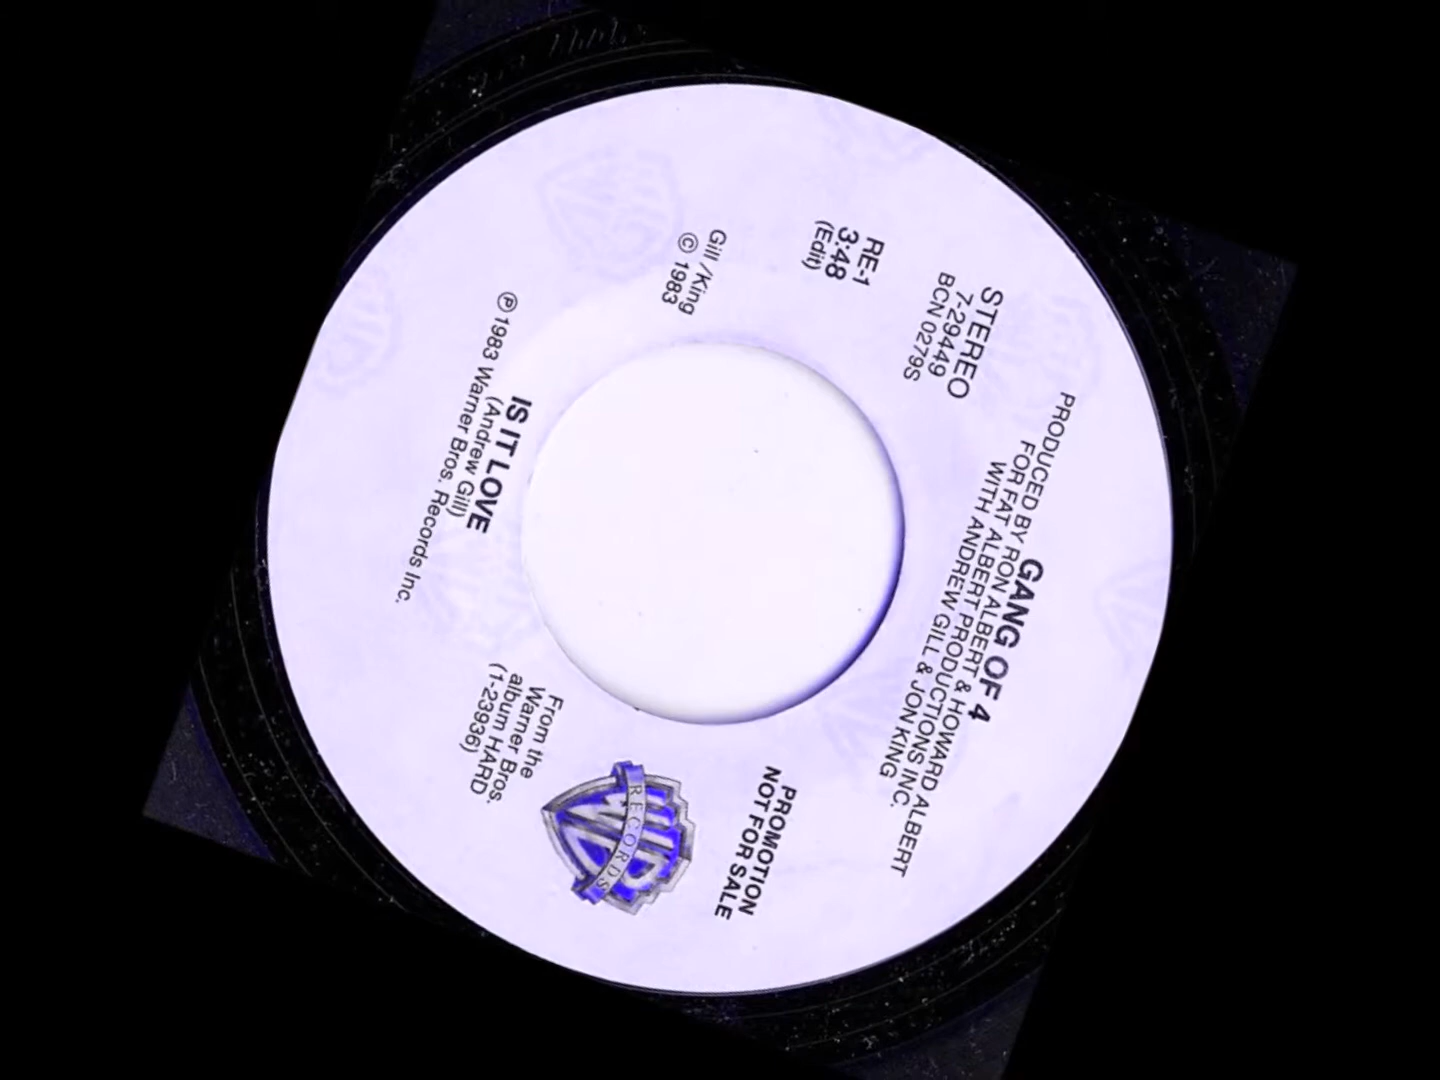 GANG OF 4
PRODUCED BY RON ALBERT & HOWARD ALBERT
FOR FAT ALBERT PRODUCTIONS INC.
WITH ANDREW GILL & JON KING
STEREO
7-29449
BCN 0279S
RE-1
3:48
(Edit)
PROMOTION
NOT FOR SALE
Gill/King
© 1983
RECORDS
From the
Warner Bros.
album HARD
(1-23936)
IS IT LOVE
(Andrew Gill)
℗ 1983 Warner Bros. Records Inc.